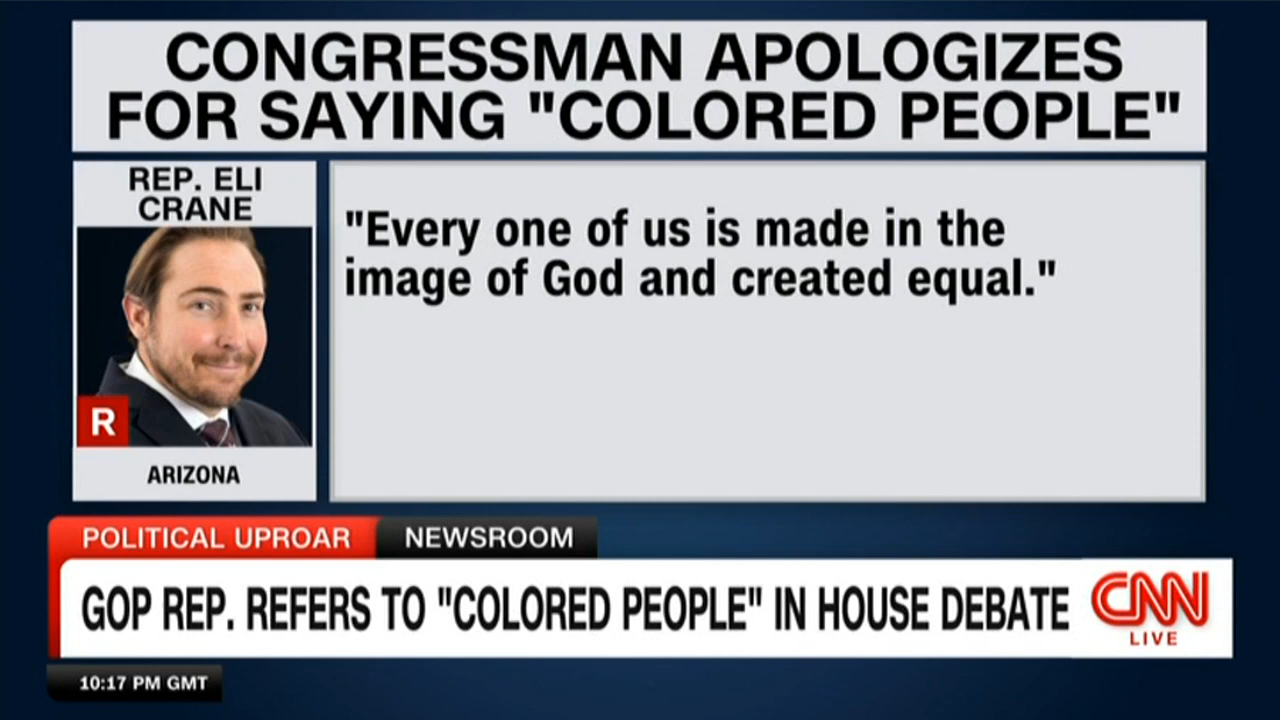 CONGRESSMAN APOLOGIZES
FOR SAYING "COLORED PEOPLE"
REP. ELI
CRANE
R
ARIZONA
"Every one of us is made in the
image of God and created equal."
POLITICAL UPROAR
NEWSROOM
GOP REP. REFERS TO "COLORED PEOPLE" IN HOUSE DEBATE
CNN
LIVE
10:17 PM GMT